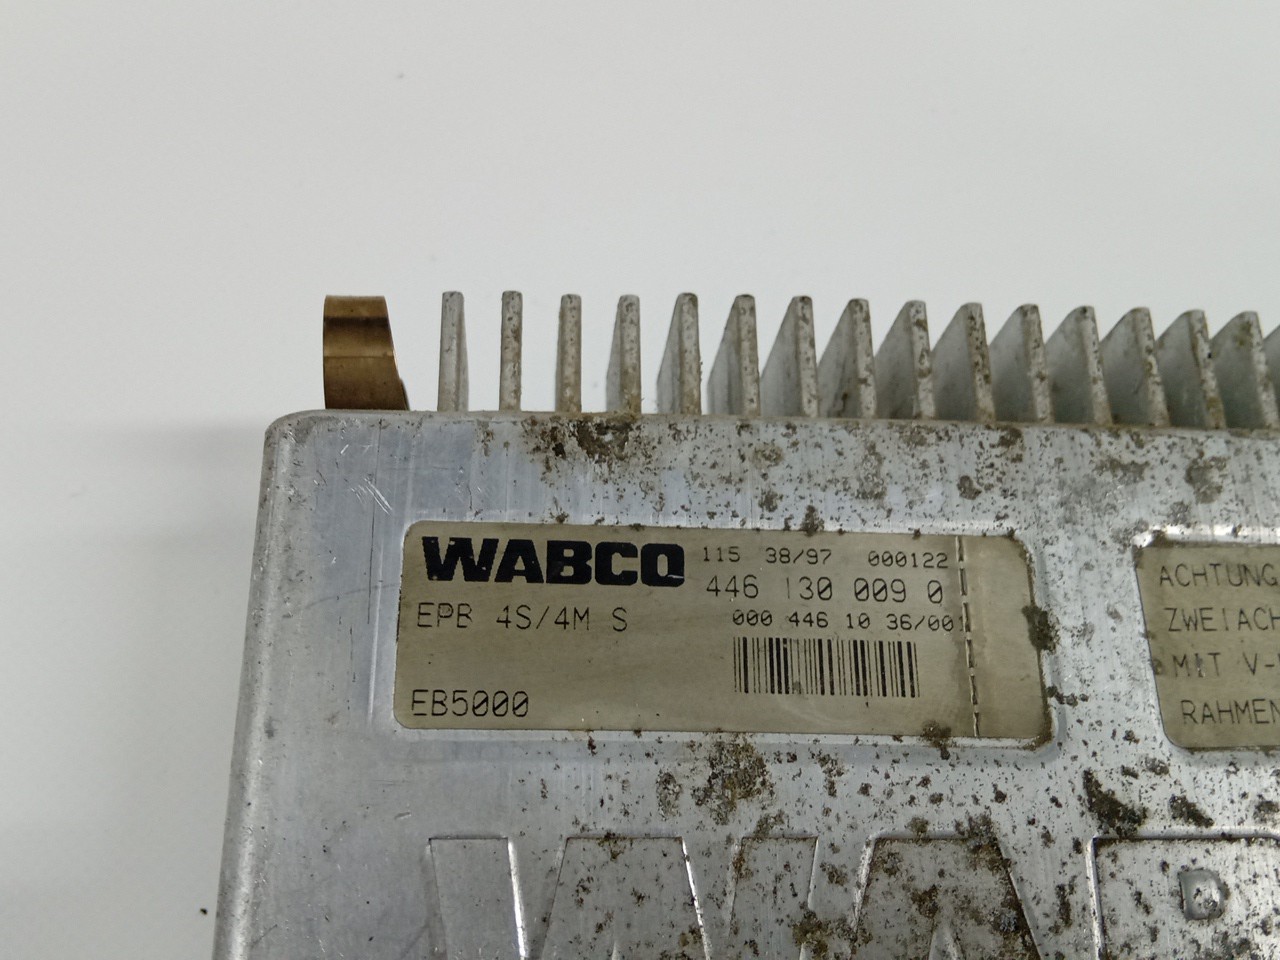 WABCO 115 38/97 000122
446 130 009 0
EPB 4S/4M S 000 446 10 36/001
EB5000
ACHTUNG
ZWEIACH
MIT V-
RAHMEN
WAB